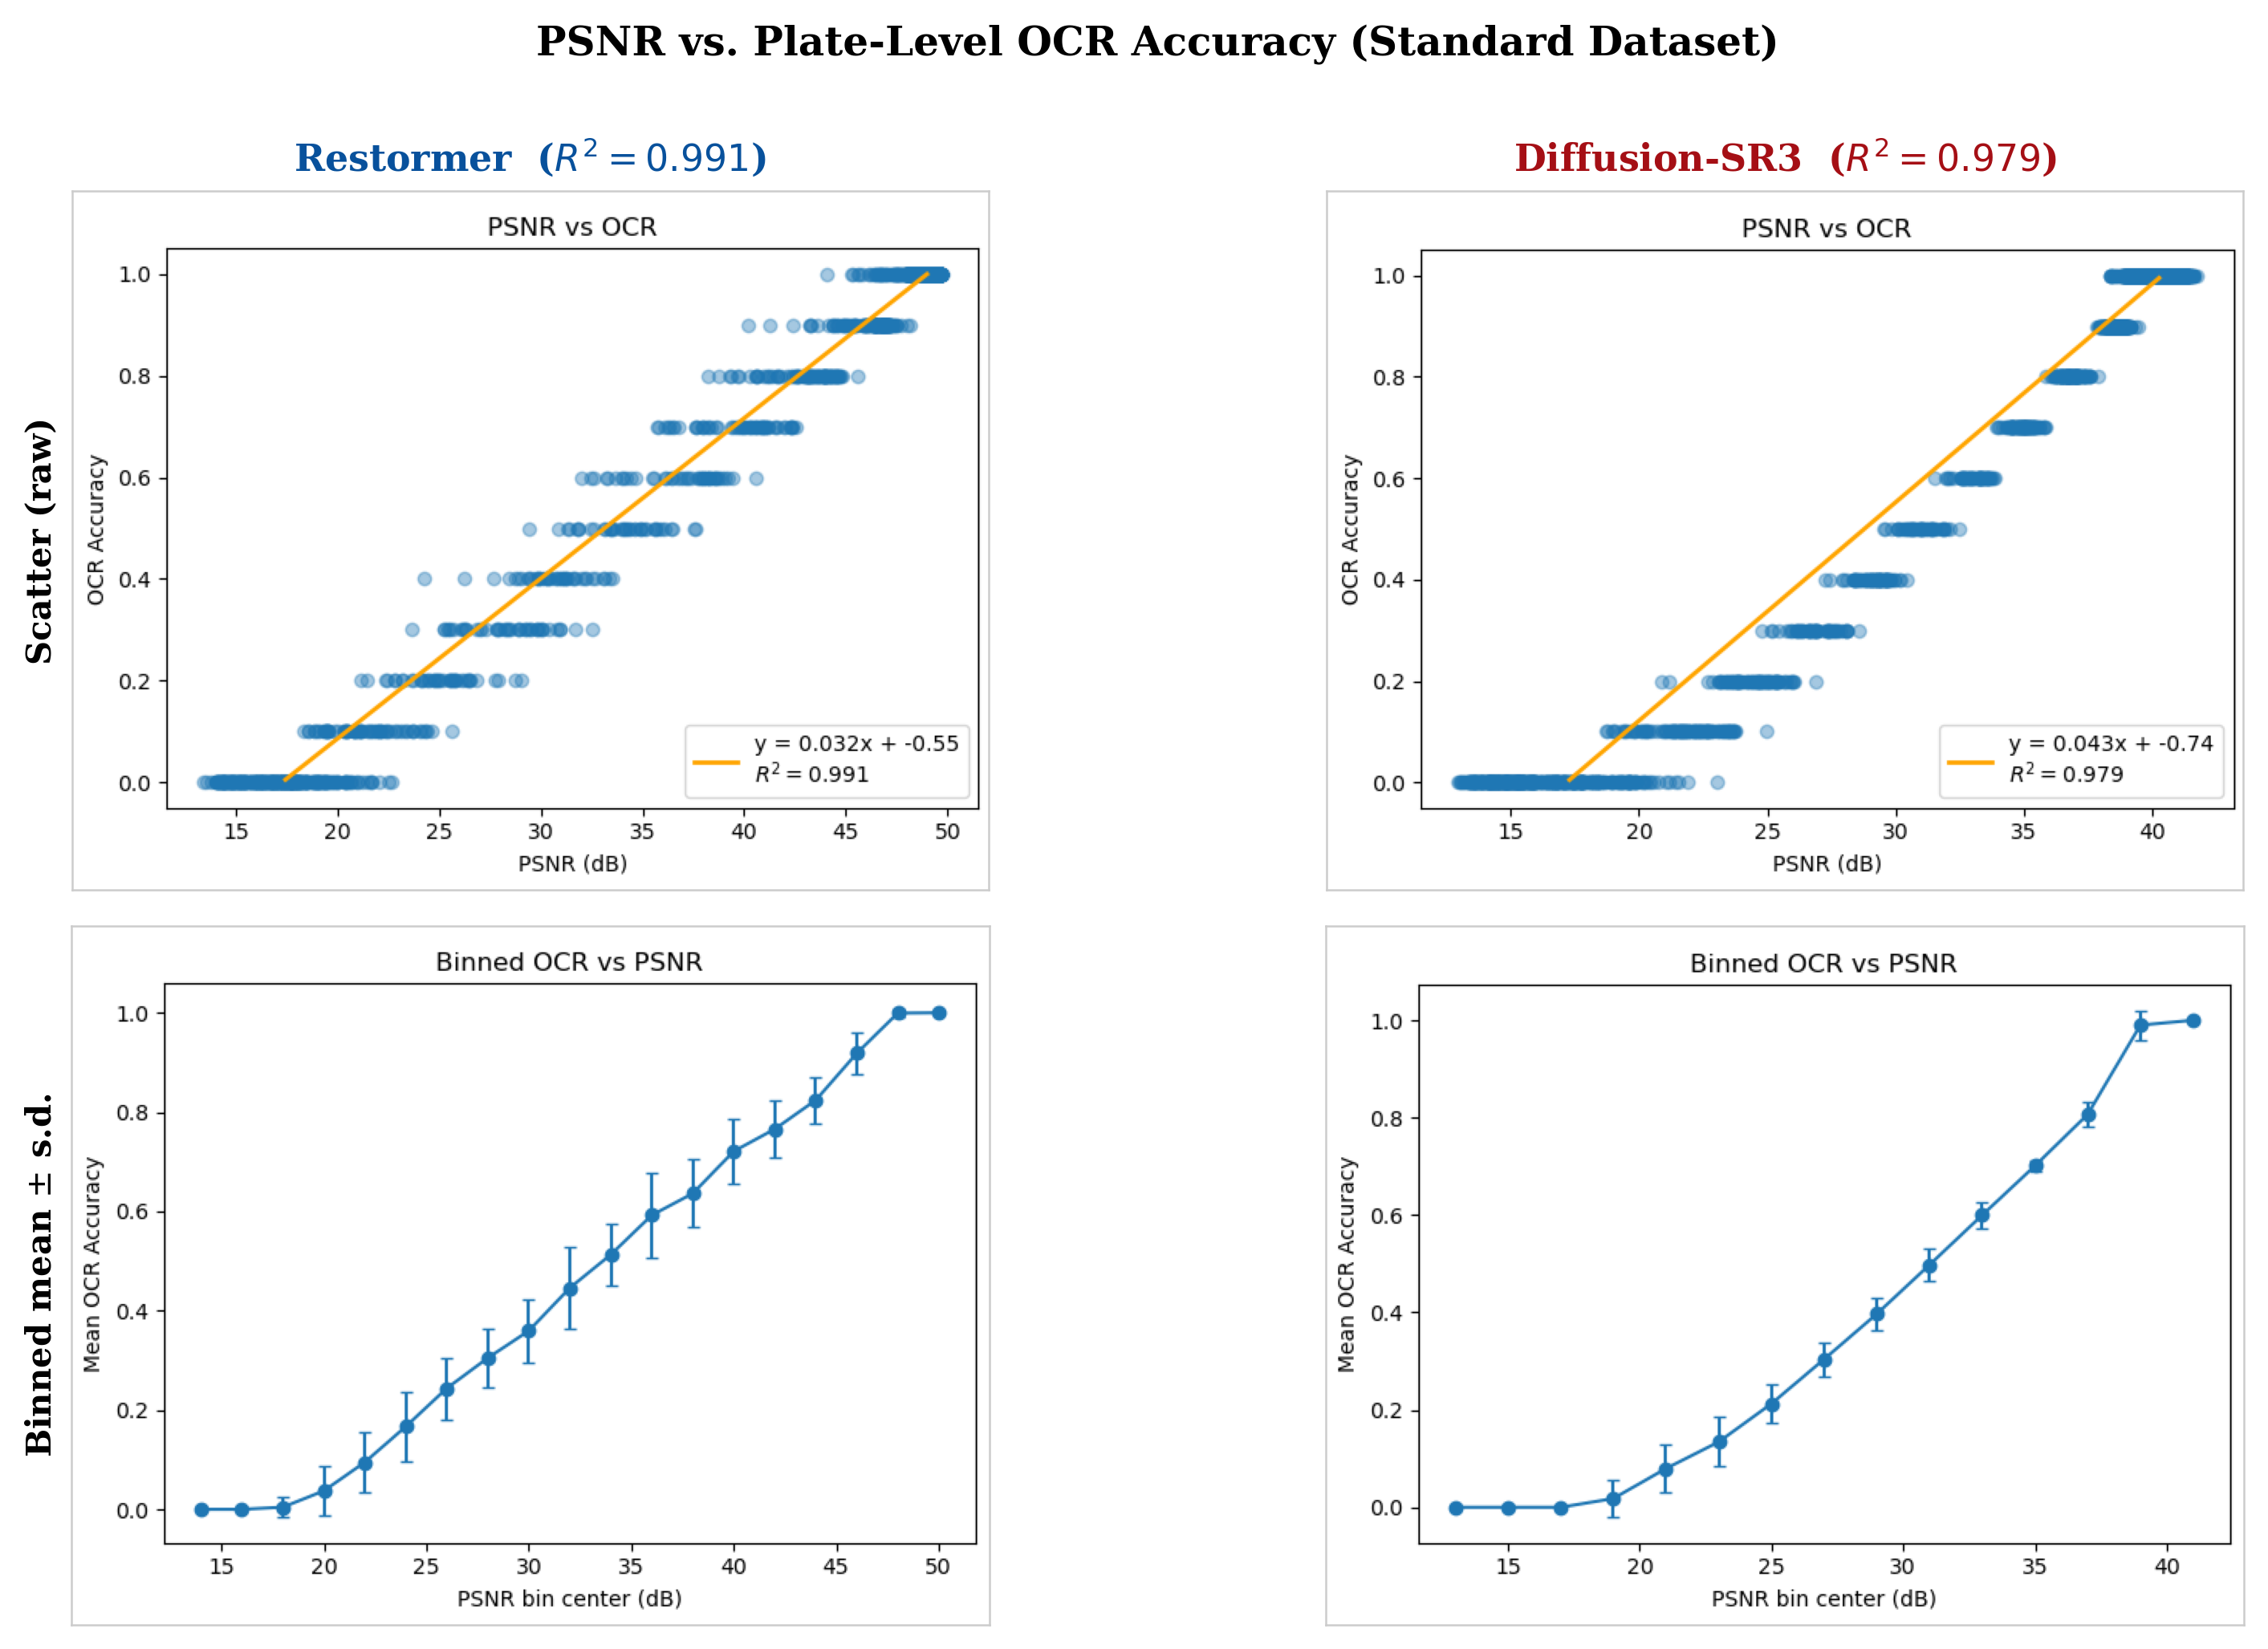 PSNR vs. Plate-Level OCR Accuracy (Standard Dataset)
Restormer (R² = 0.991)
Diffusion-SR3 (R² = 0.979)
Scatter (raw)
PSNR vs OCR
OCR Accuracy
1.0
0.8
0.6
0.4
0.2
0.0
y = 0.032x + -0.55
R² = 0.991
15 20 25 30 35 40 45 50
PSNR (dB)
PSNR vs OCR
OCR Accuracy
1.0
0.8
0.6
0.4
0.2
0.0
y = 0.043x + -0.74
R² = 0.979
15 20 25 30 35 40
PSNR (dB)
Binned mean ± s.d.
Binned OCR vs PSNR
Mean OCR Accuracy
1.0
0.8
0.6
0.4
0.2
0.0
15 20 25 30 35 40 45 50
PSNR bin center (dB)
Binned OCR vs PSNR
Mean OCR Accuracy
1.0
0.8
0.6
0.4
0.2
0.0
15 20 25 30 35 40
PSNR bin center (dB)